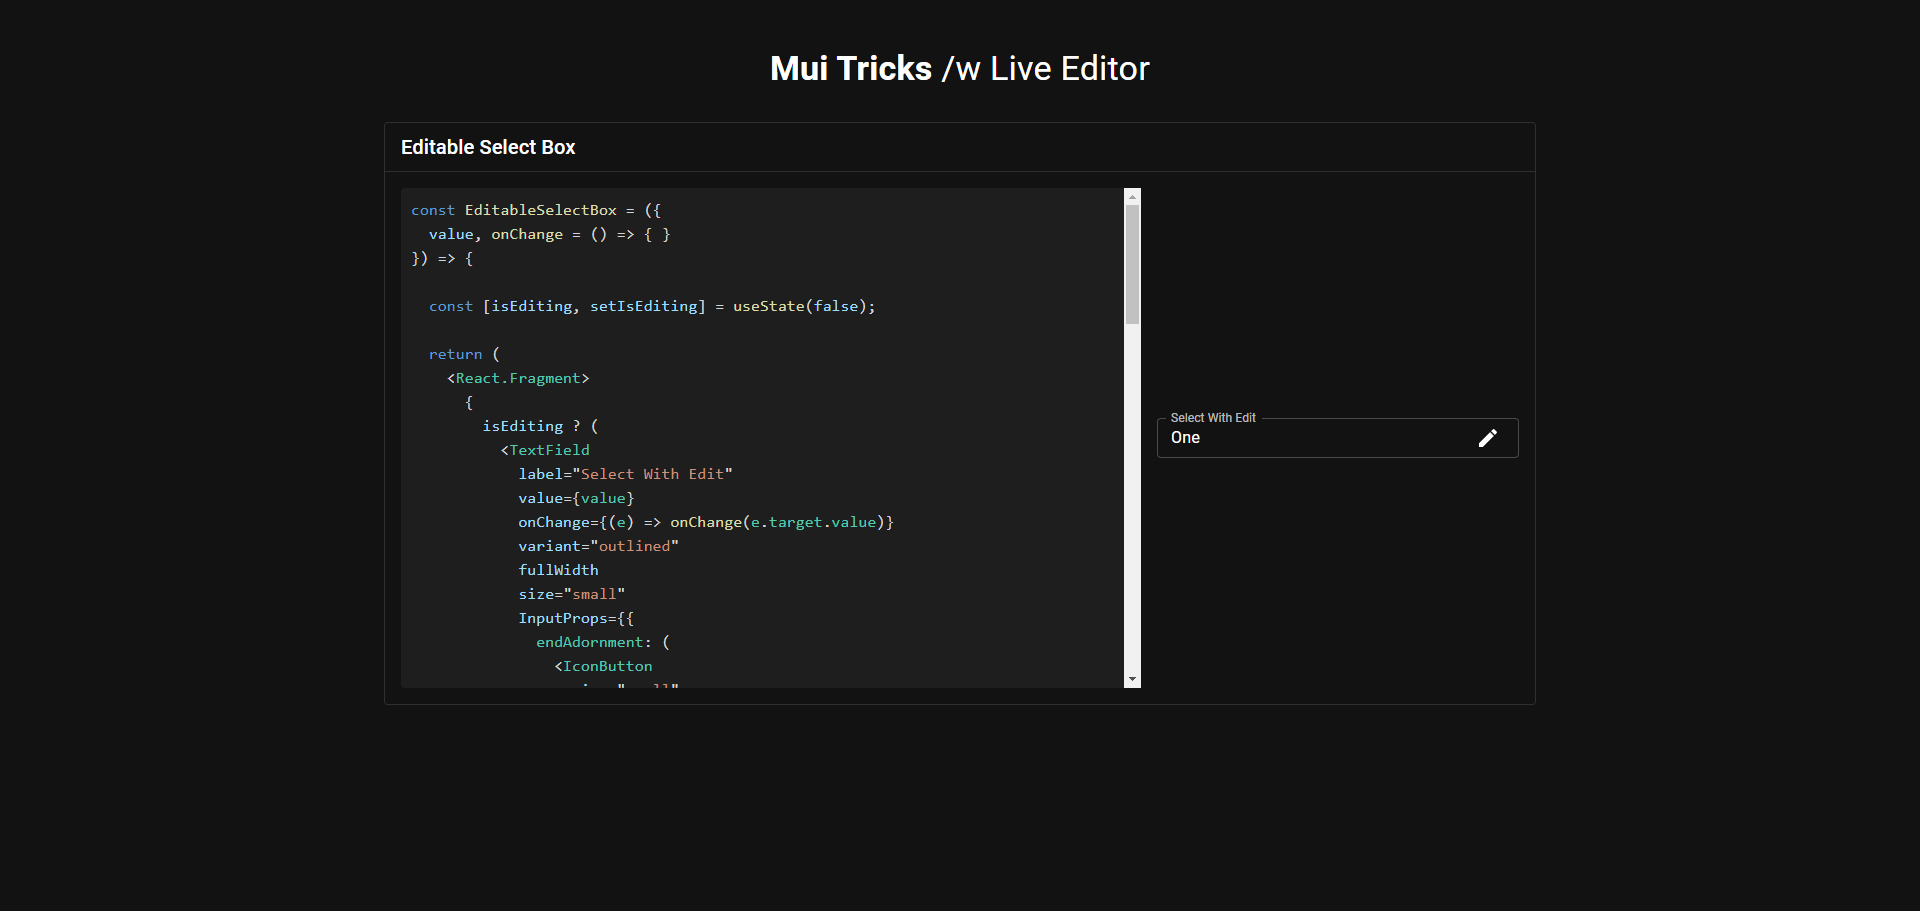 Mui Tricks /w Live Editor
Editable Select Box
const EditableSelectBox = ({
  value, onChange = () => { }
}) => {
  const [isEditing, setIsEditing] = useState(false);
  return (
    <React.Fragment>
      {
        isEditing ? (
          <TextField
            label="Select With Edit"
            value={value}
            onChange={(e) => onChange(e.target.value)}
            variant="outlined"
            fullWidth
            size="small"
            InputProps={{
              endAdornment: (
                <IconButton
Select With Edit
One